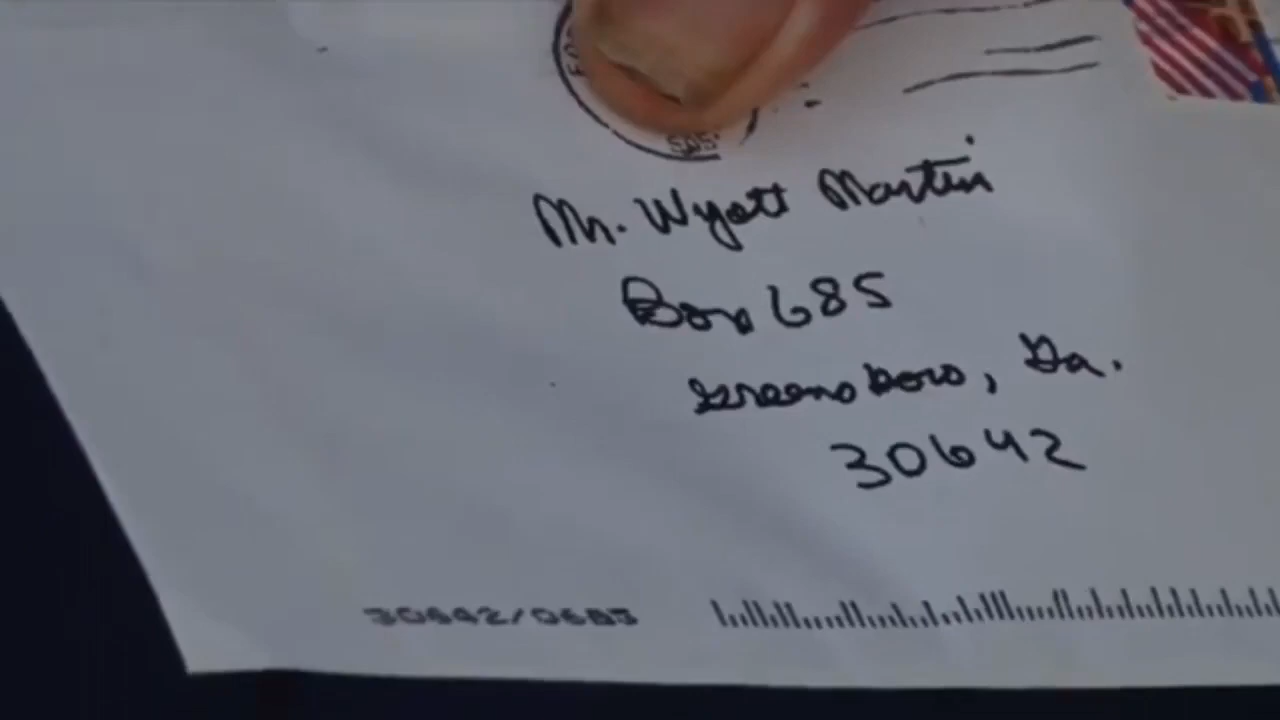 Mr. Wyatt Martin
Box 685
Greensboro, Ga.
30642
30642/0685